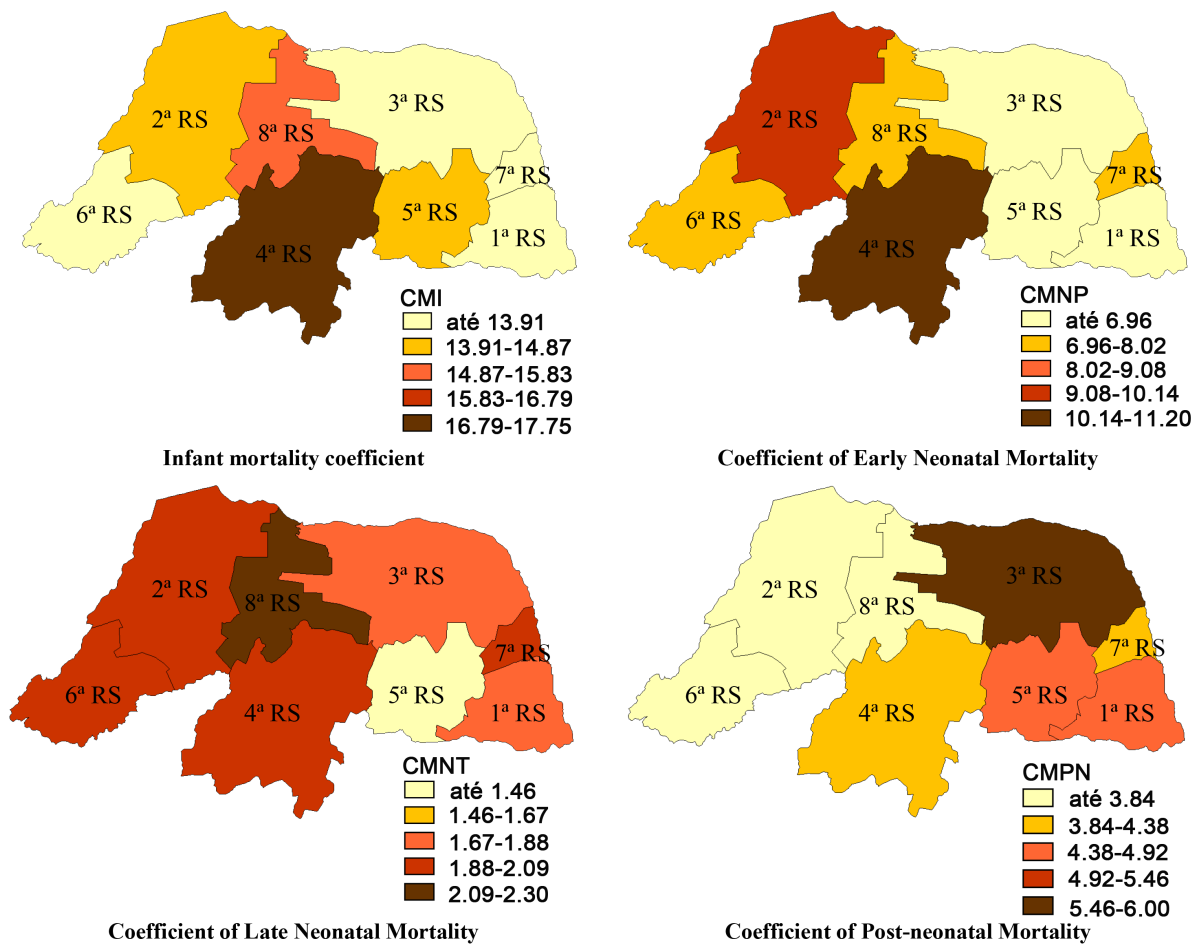 2ª RS
8ª RS
3ª RS
7ª RS
6ª RS
5ª RS
1ª RS
4ª RS
CMI
até 13.91
13.91-14.87
14.87-15.83
15.83-16.79
16.79-17.75
Infant mortality coefficient
2ª RS
8ª RS
3ª RS
7ª RS
6ª RS
5ª RS
1ª RS
4ª RS
CMNP
até 6.96
6.96-8.02
8.02-9.08
9.08-10.14
10.14-11.20
Coefficient of Early Neonatal Mortality
2ª RS
8ª RS
3ª RS
7ª RS
6ª RS
5ª RS
1ª RS
4ª RS
CMNT
até 1.46
1.46-1.67
1.67-1.88
1.88-2.09
2.09-2.30
Coefficient of Late Neonatal Mortality
2ª RS
8ª RS
3ª RS
7ª RS
6ª RS
5ª RS
1ª RS
4ª RS
CMPN
até 3.84
3.84-4.38
4.38-4.92
4.92-5.46
5.46-6.00
Coefficient of Post-neonatal Mortality